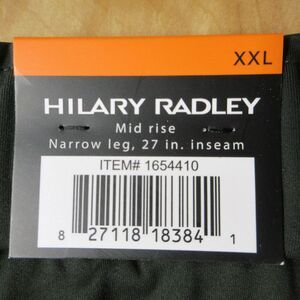 XXL
HILARY RADLEY
Mid rise
Narrow leg, 27 in. inseam
ITEM# 1654410
8 27118 18384 1